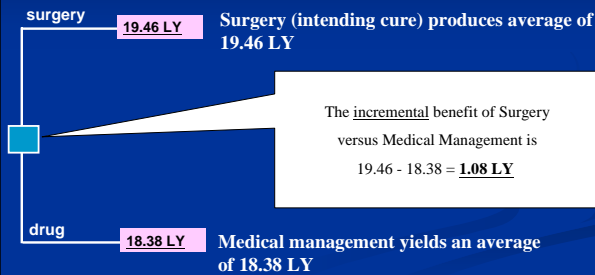 surgery
19.46 LY
Surgery (intending cure) produces average of
19.46 LY
The incremental benefit of Surgery
versus Medical Management is
19.46 - 18.38 = 1.08 LY
drug
18.38 LY
Medical management yields an average
of 18.38 LY